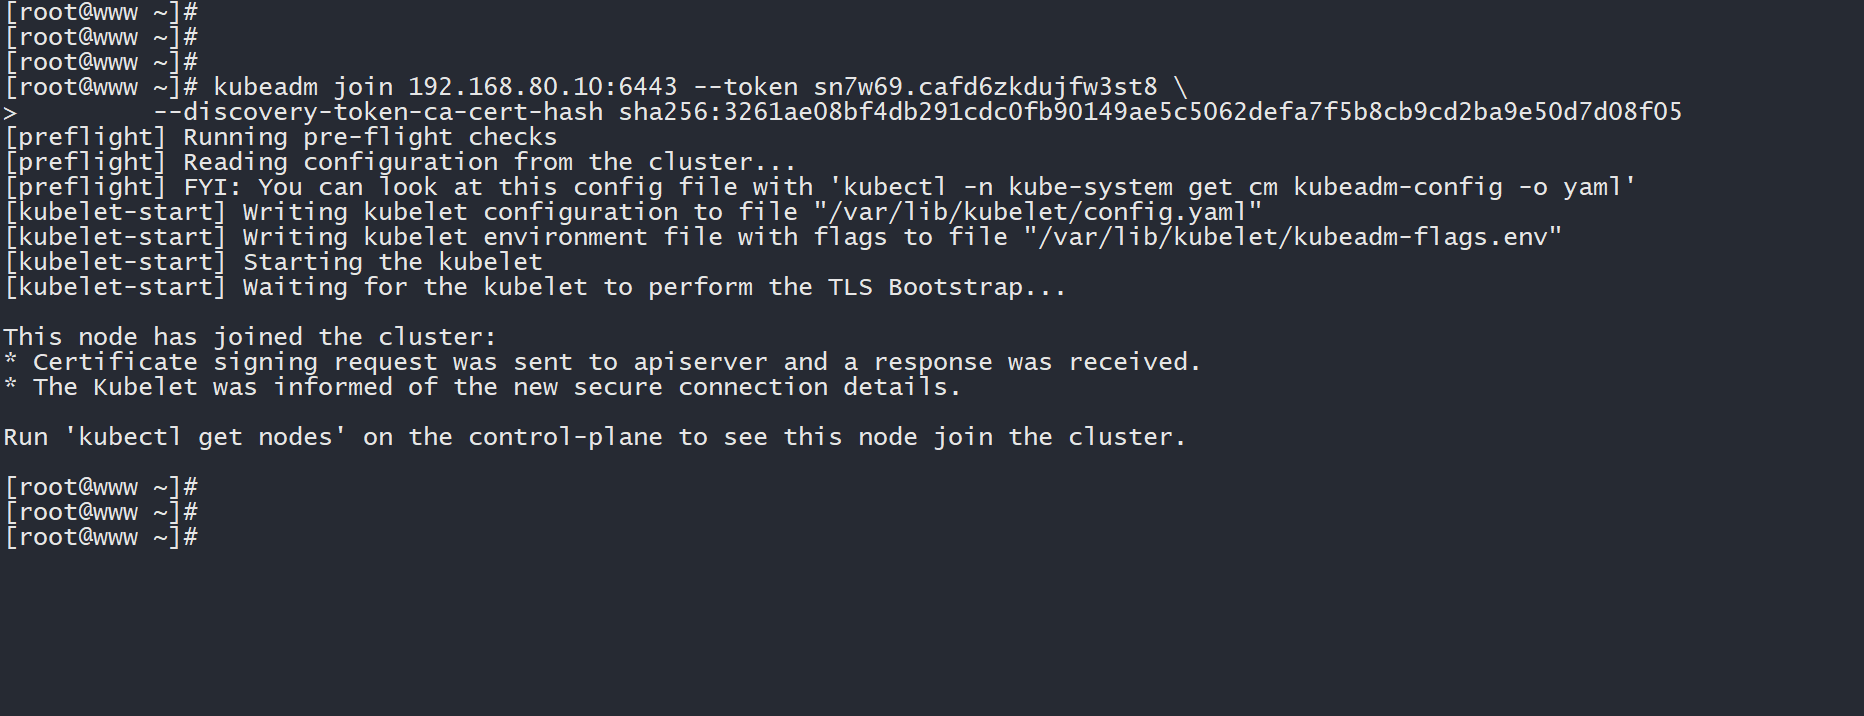 [root@www ~]#
[root@www ~]#
[root@www ~]#
[root@www ~]# kubeadm join 192.168.80.10:6443 --token sn7w69.cafd6zkdujfw3st8 \
>         --discovery-token-ca-cert-hash sha256:3261ae08bf4db291cdc0fb90149ae5c5062defa7f5b8cb9cd2ba9e50d7d08f05
[preflight] Running pre-flight checks
[preflight] Reading configuration from the cluster...
[preflight] FYI: You can look at this config file with 'kubectl -n kube-system get cm kubeadm-config -o yaml'
[kubelet-start] Writing kubelet configuration to file "/var/lib/kubelet/config.yaml"
[kubelet-start] Writing kubelet environment file with flags to file "/var/lib/kubelet/kubeadm-flags.env"
[kubelet-start] Starting the kubelet
[kubelet-start] Waiting for the kubelet to perform the TLS Bootstrap...
This node has joined the cluster:
* Certificate signing request was sent to apiserver and a response was received.
* The Kubelet was informed of the new secure connection details.
Run 'kubectl get nodes' on the control-plane to see this node join the cluster.
[root@www ~]#
[root@www ~]#
[root@www ~]#